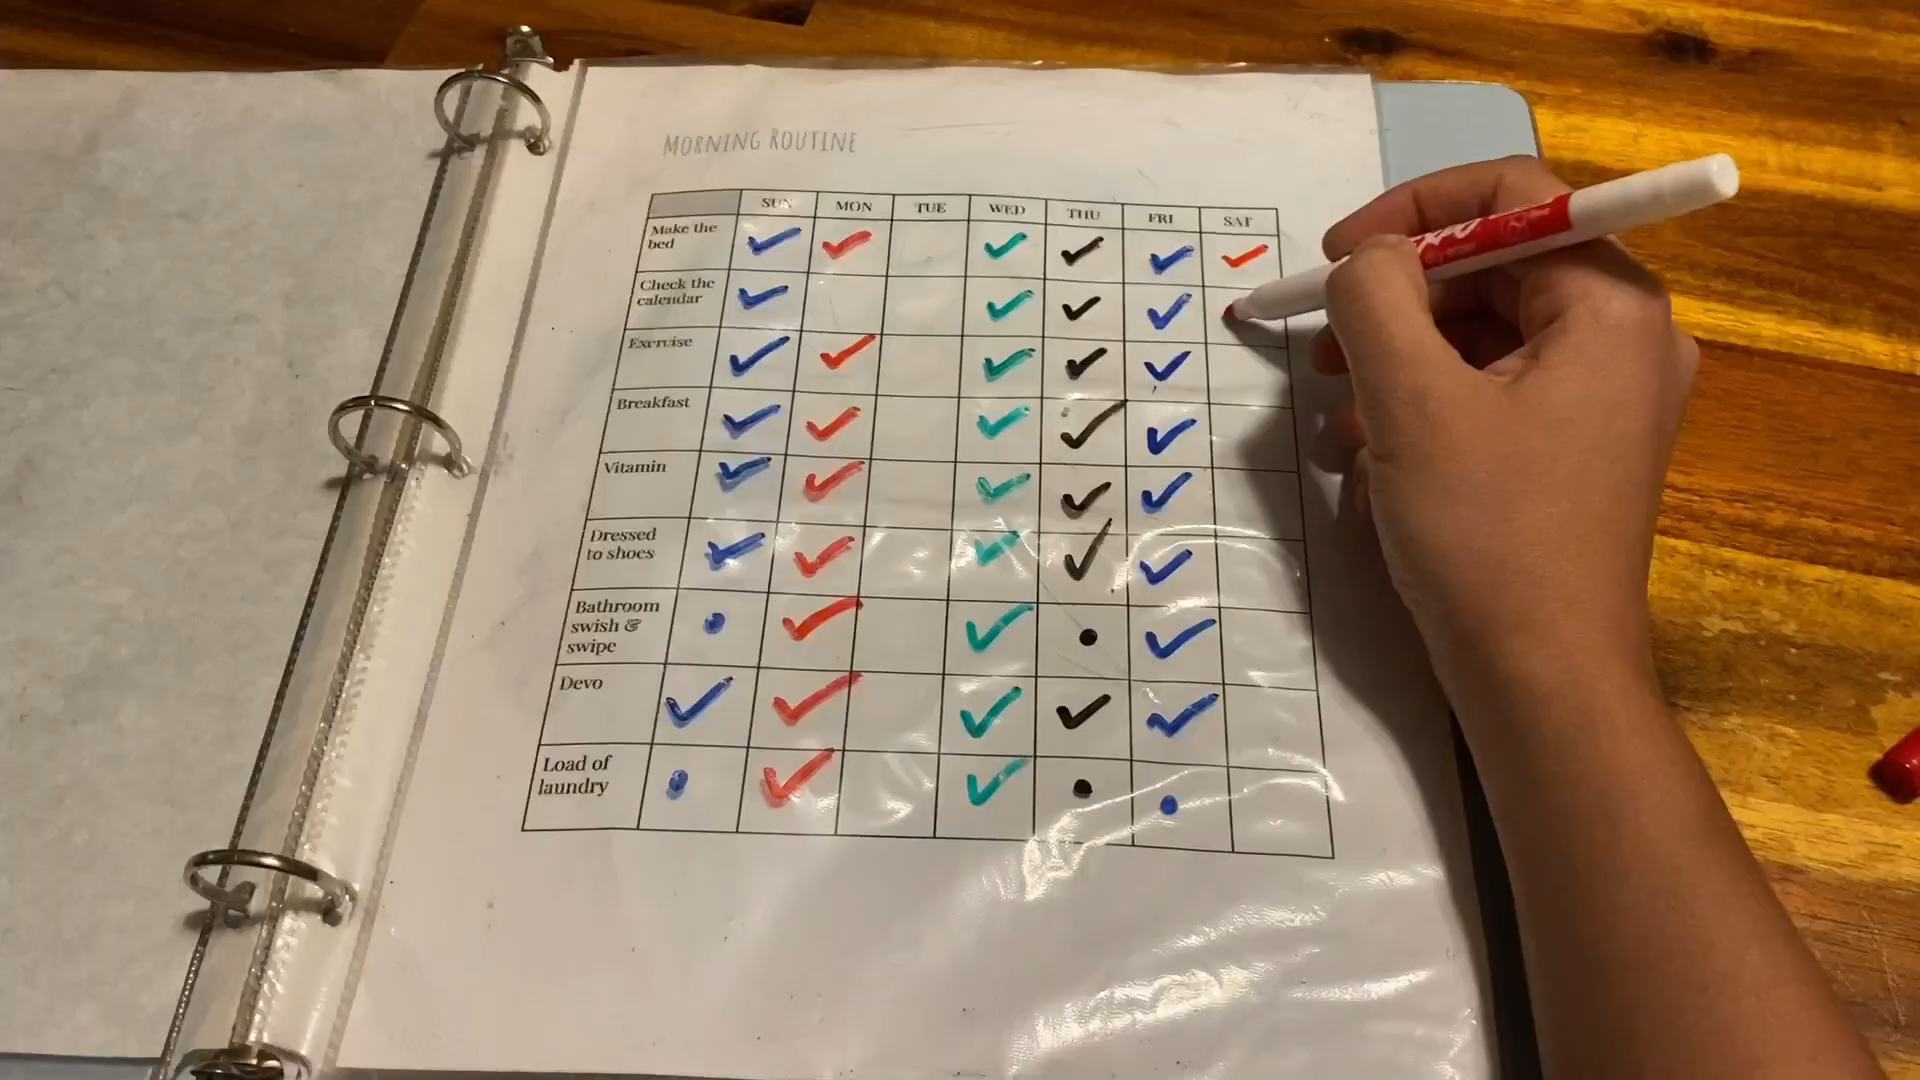 MORNING ROUTINE
SUN MON TUE WED THU FRI SAT
Make the
bed
Check the
calendar
Exercise
Breakfast
Vitamin
Dressed
to shoes
Bathroom
swish &
swipe
Devo
Load of
laundry